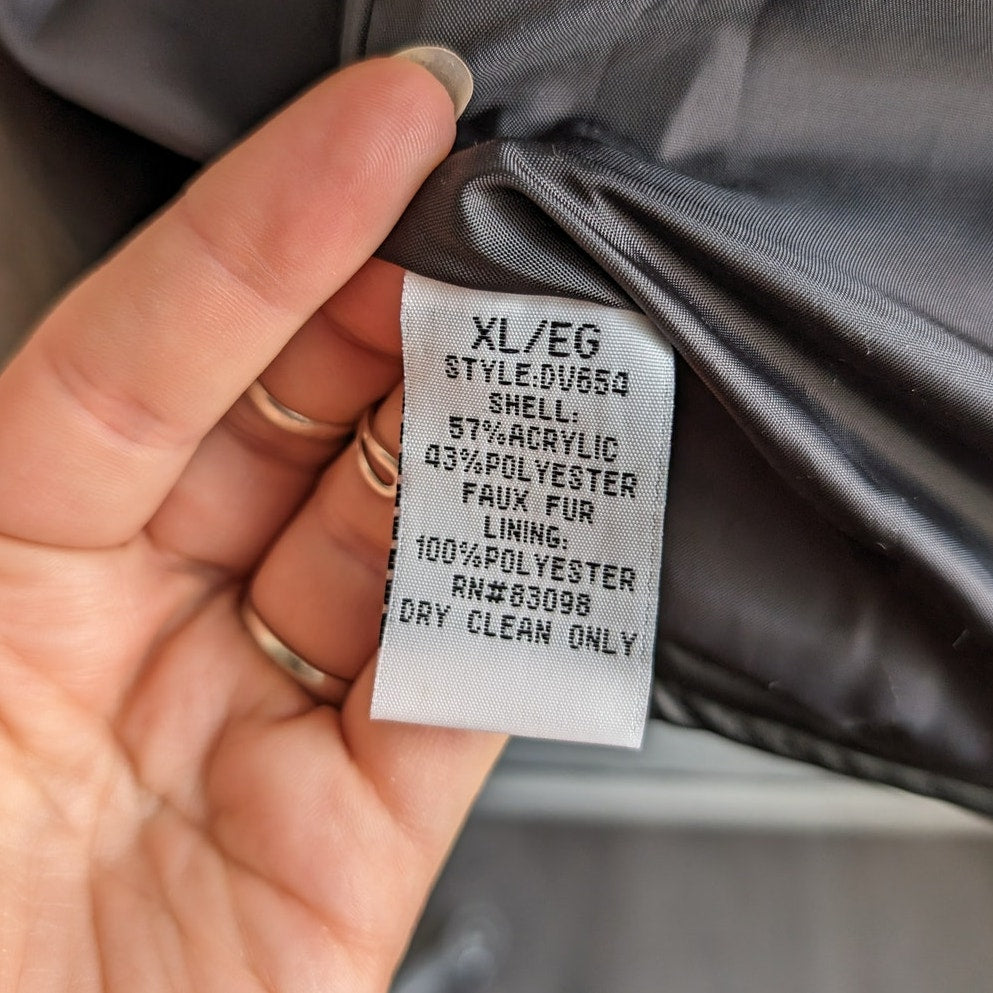 XL/EG
STYLE:DV654
SHELL:
57%ACRYLIC
43%POLYESTER
FAUX FUR
LINING:
100%POLYESTER
RN#83098
DRY CLEAN ONLY